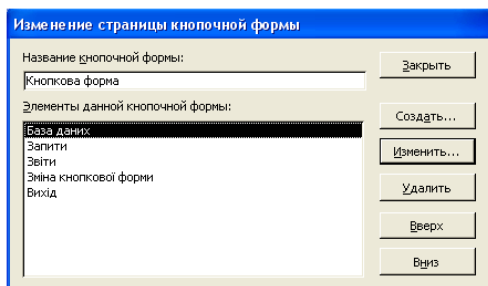 Изменение страницы кнопочной формы
Название кнопочной формы:
Закрыть
Кнопкова форма
Элементы данной кнопочной формы:
База даних
Запити
Звіти
Зміна кнопкової форми
Вихід
Создать...
Изменить...
Удалить
Вверх
Вниз